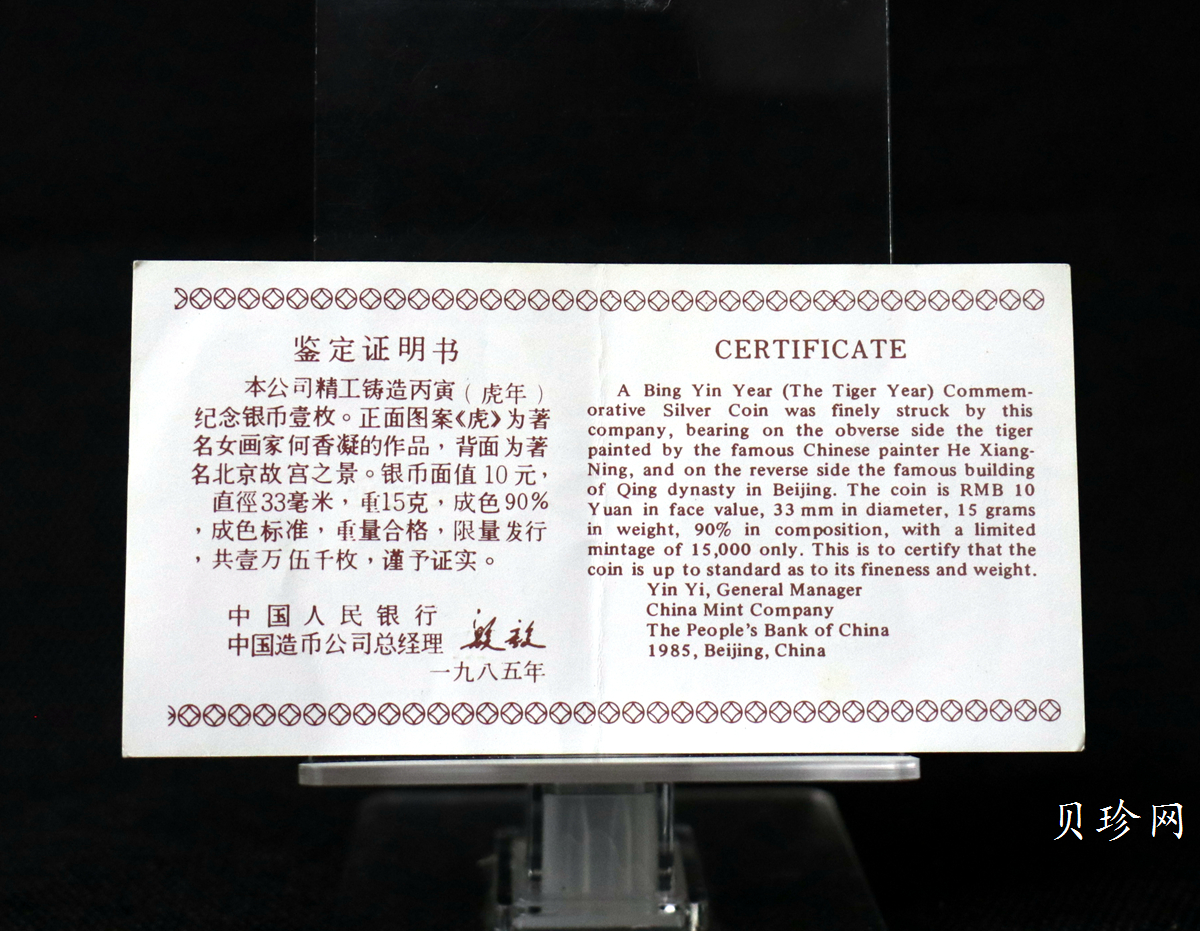 鉴定证明书
本公司精工铸造丙寅（虎年）
纪念银币壹枚。正面图案《虎》为著
名女画家何香凝的作品，背面为著
名北京故宫之景。银币面值10元，
直徑33毫米，重15克，成色90%
，成色标准，重量合格，限量发行
，共壹万伍千枚，谨予证实。
中国人民银行
中国造币公司总经理
一九八五年
CERTIFICATE
A Bing Yin Year (The Tiger Year) Commem-
orative Silver Coin was finely struck by this
company, bearing on the obverse side the tiger
painted by the famous Chinese painter He Xiang-
Ning, and on the reverse side the famous building
of Qing dynasty in Beijing. The coin is RMB 10
Yuan in face value, 33 mm in diameter, 15 grams
in weight, 90% in composition, with a limited
mintage of 15,000 only. This is to certify that the
coin is up to standard as to its fineness and weight.
Yin Yi, General Manager
China Mint Company
The People's Bank of China
1985, Beijing, China
贝珍网